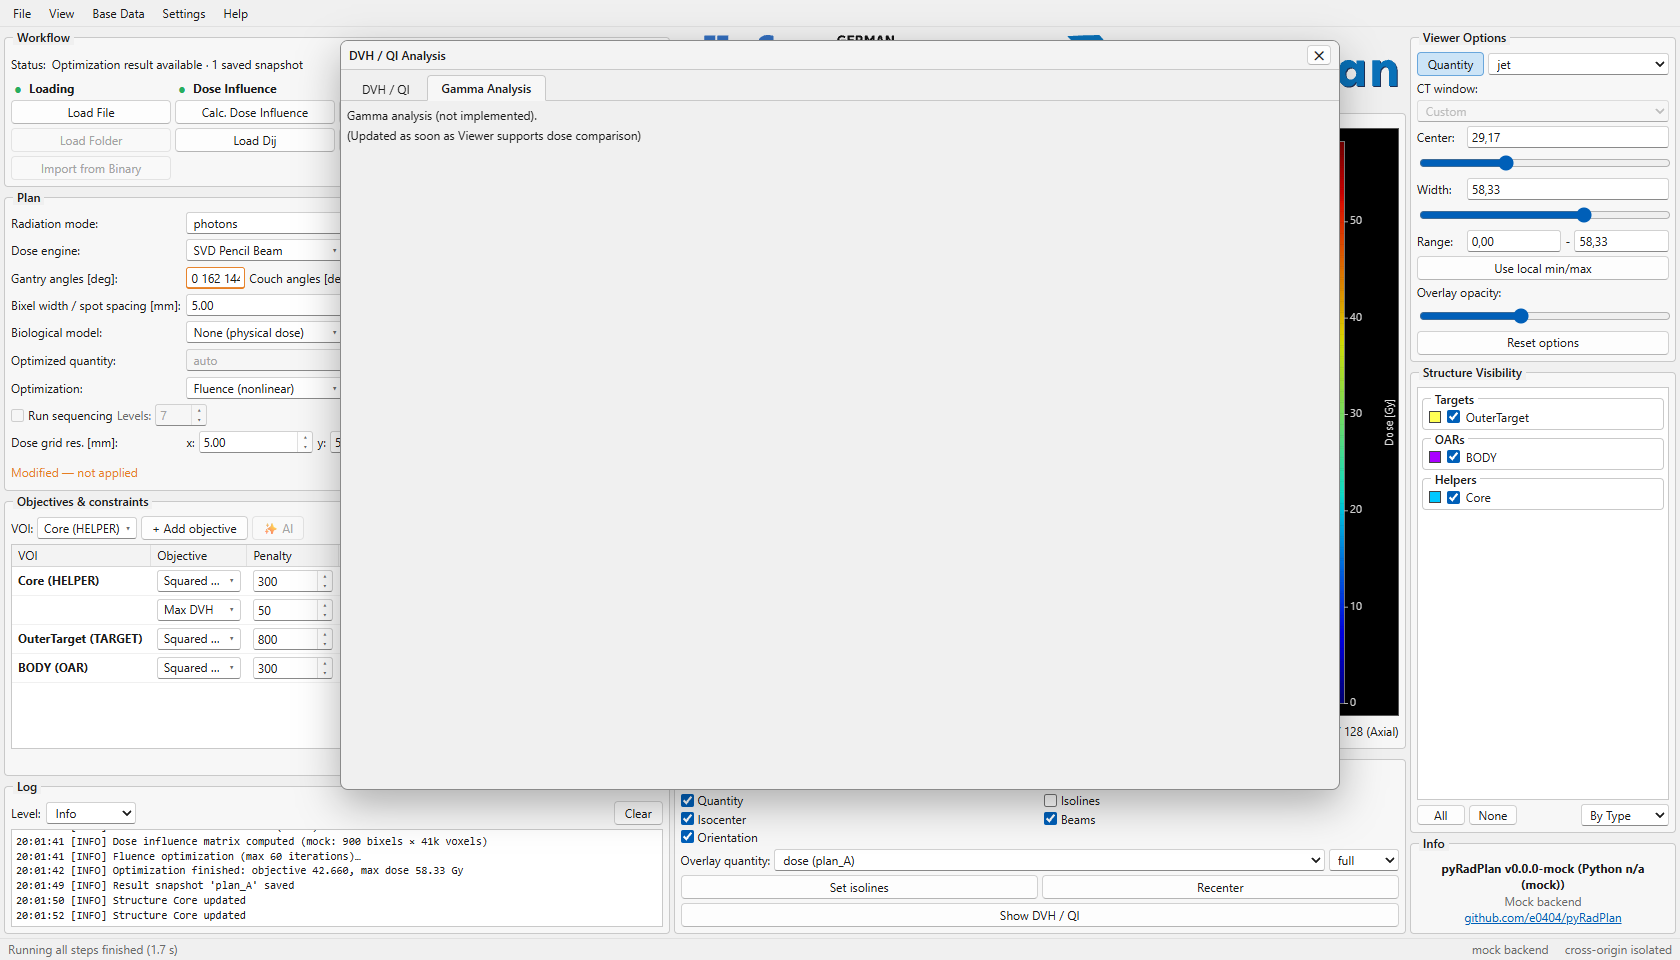 File View Base Data Settings Help
Workflow
Status: Optimization result available · 1 saved snapshot
Loading
Dose Influence
Load File
Calc. Dose Influence
Load Folder
Load Dij
Import from Binary
Plan
Radiation mode: photons
Dose engine: SVD Pencil Beam
Gantry angles [deg]: 0 162 144 Couch angles [de
Bixel width / spot spacing [mm]: 5.00
Biological model: None (physical dose)
Optimized quantity: auto
Optimization: Fluence (nonlinear)
Run sequencing Levels: 7
Dose grid res. [mm]: x: 5.00 y: 5
Modified — not applied
Objectives & constraints
VOI: Core (HELPER) + Add objective ✨ AI
VOI Objective Penalty
Core (HELPER) Squared ... 300
Max DVH 50
OuterTarget (TARGET) Squared ... 800
BODY (OAR) Squared ... 300
Log
Level: Info Clear
20:01:41 [INFO] Dose influence matrix computed (mock: 900 bixels × 41k voxels)
20:01:41 [INFO] Fluence optimization (max 60 iterations)…
20:01:42 [INFO] Optimization finished: objective 42.660, max dose 58.33 Gy
20:01:49 [INFO] Result snapshot 'plan_A' saved
20:01:50 [INFO] Structure Core updated
20:01:52 [INFO] Structure Core updated
Running all steps finished (1.7 s)
DVH / QI Analysis
DVH / QI
Gamma Analysis
Gamma analysis (not implemented).
(Updated as soon as Viewer supports dose comparison)
GERMAN
an
50
40
30
20
10
0
Dose [Gy]
128 (Axial)
Quantity
Isolines
Isocenter
Beams
Orientation
Overlay quantity: dose (plan_A) full
Set isolines
Recenter
Show DVH / QI
Viewer Options
Quantity jet
CT window:
Custom
Center: 29,17
Width: 58,33
Range: 0,00 - 58,33
Use local min/max
Overlay opacity:
Reset options
Structure Visibility
Targets
OuterTarget
OARs
BODY
Helpers
Core
All None By Type
Info
pyRadPlan v0.0.0-mock (Python n/a
(mock))
Mock backend
github.com/e0404/pyRadPlan
mock backend cross-origin isolated